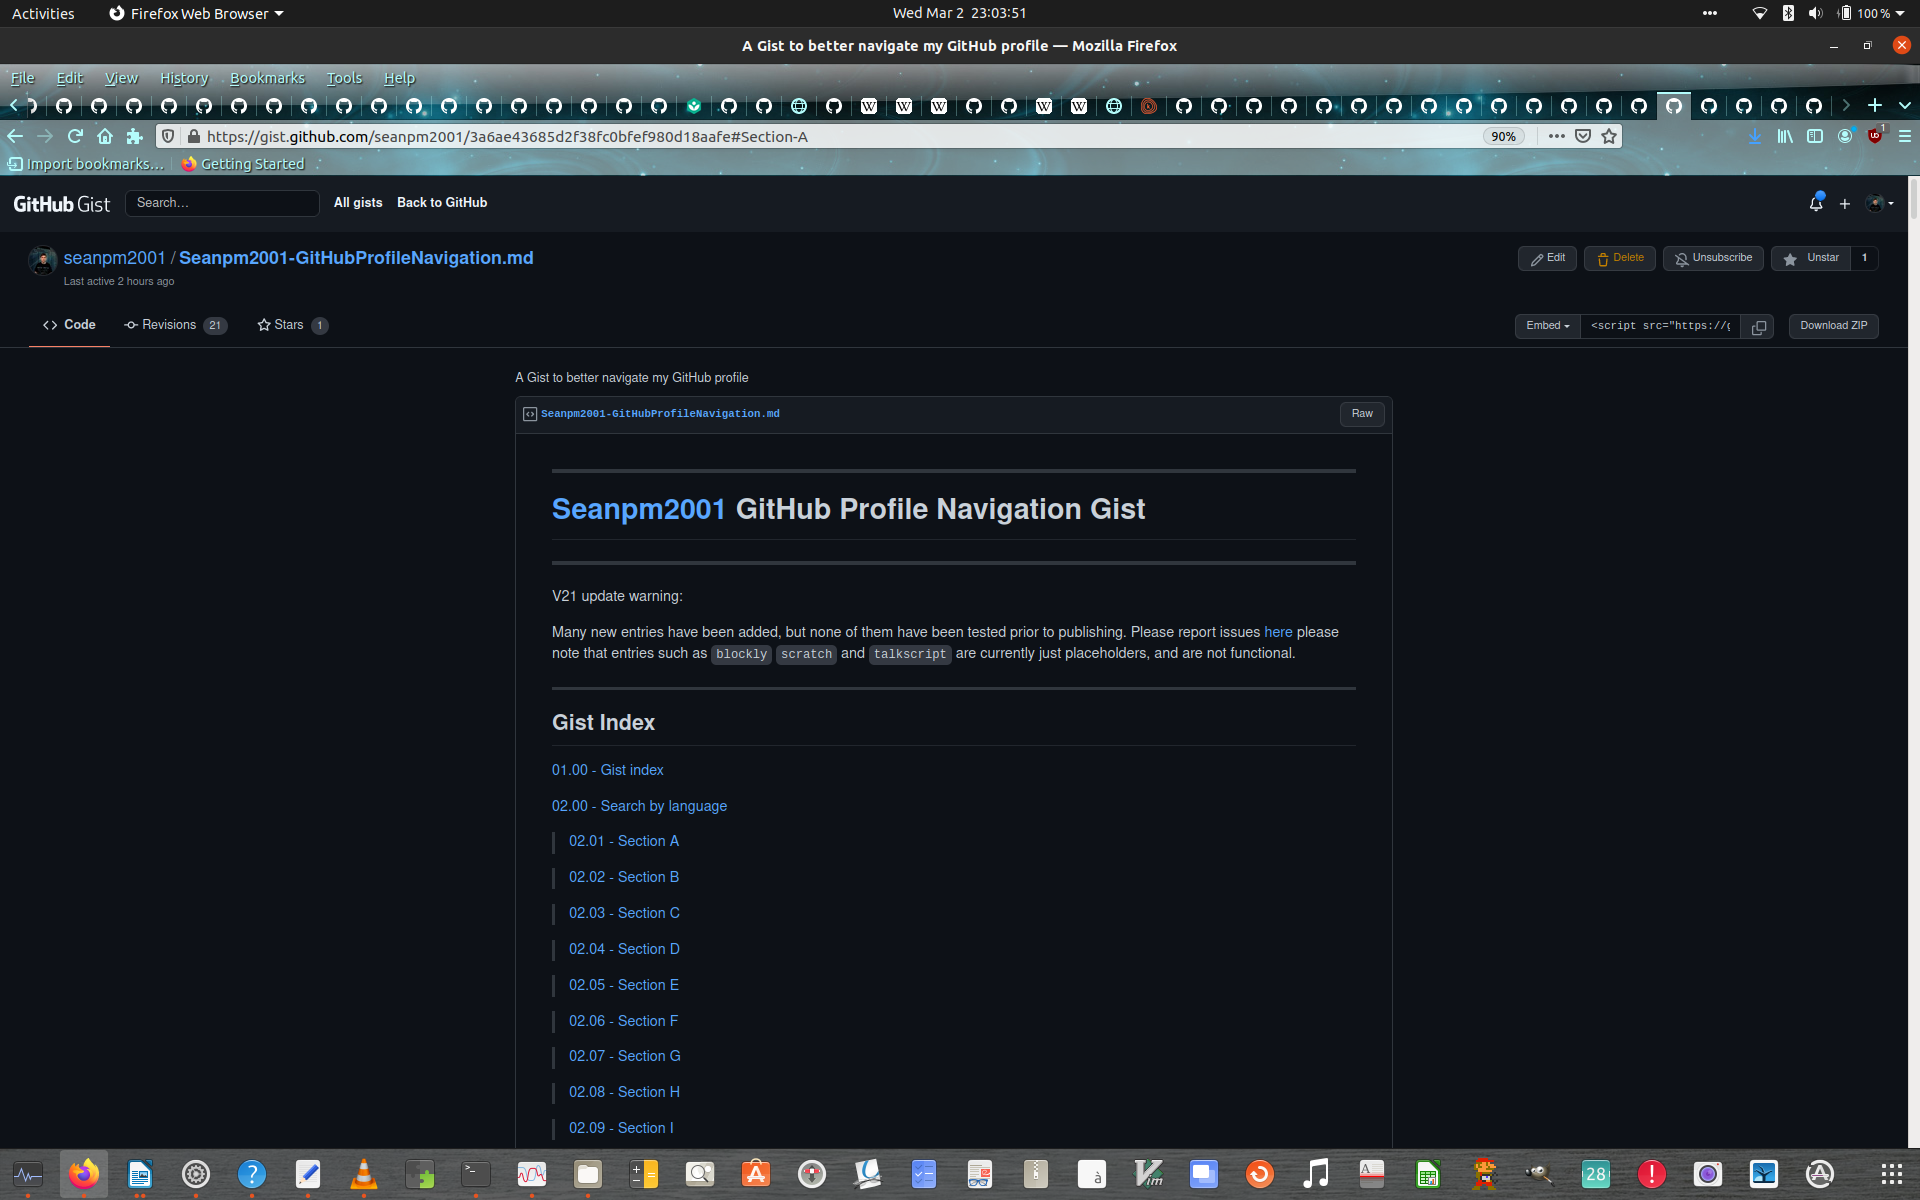 Activities
Firefox Web Browser
Wed Mar 2 23:03:51
100 %
A Gist to better navigate my GitHub profile — Mozilla Firefox
File Edit View History Bookmarks Tools Help
https://gist.github.com/seanpm2001/3a6ae43685d2f38fc0bfef980d18aafe#Section-A
90%
1
Import bookmarks...
Getting Started
GitHub Gist
Search...
All gists
Back to GitHub
seanpm2001 / Seanpm2001-GitHubProfileNavigation.md
Last active 2 hours ago
Edit
Delete
Unsubscribe
Unstar
1
Code
Revisions 21
Stars 1
Embed
<script src="https://g
Download ZIP
A Gist to better navigate my GitHub profile
Seanpm2001-GitHubProfileNavigation.md
Raw
Seanpm2001 GitHub Profile Navigation Gist
V21 update warning:
Many new entries have been added, but none of them have been tested prior to publishing. Please report issues here please
note that entries such as blockly scratch and talkscript are currently just placeholders, and are not functional.
Gist Index
01.00 - Gist index
02.00 - Search by language
02.01 - Section A
02.02 - Section B
02.03 - Section C
02.04 - Section D
02.05 - Section E
02.06 - Section F
02.07 - Section G
02.08 - Section H
02.09 - Section I
28